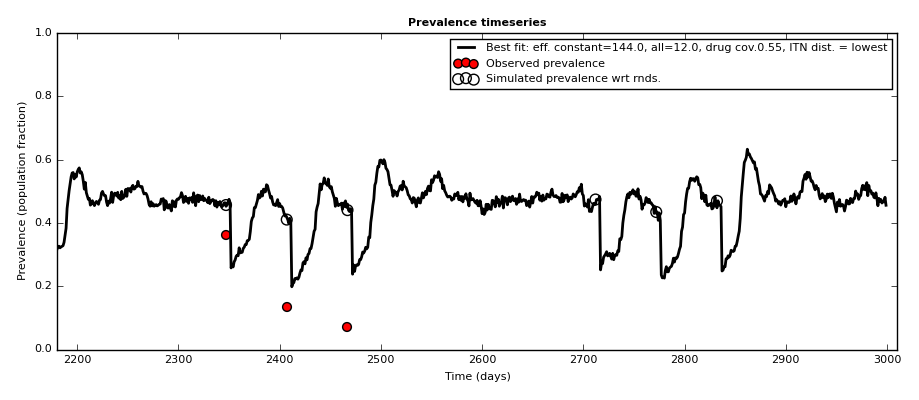 Prevalence timeseries
1.0
0.8
0.6
0.4
0.2
0.0
Prevalence (population fraction)
Best fit: eff. constant=144.0, all=12.0, drug cov.0.55, ITN dist. = lowest
Observed prevalence
Simulated prevalence wrt rnds.
2200 2300 2400 2500 2600 2700 2800 2900 3000
Time (days)